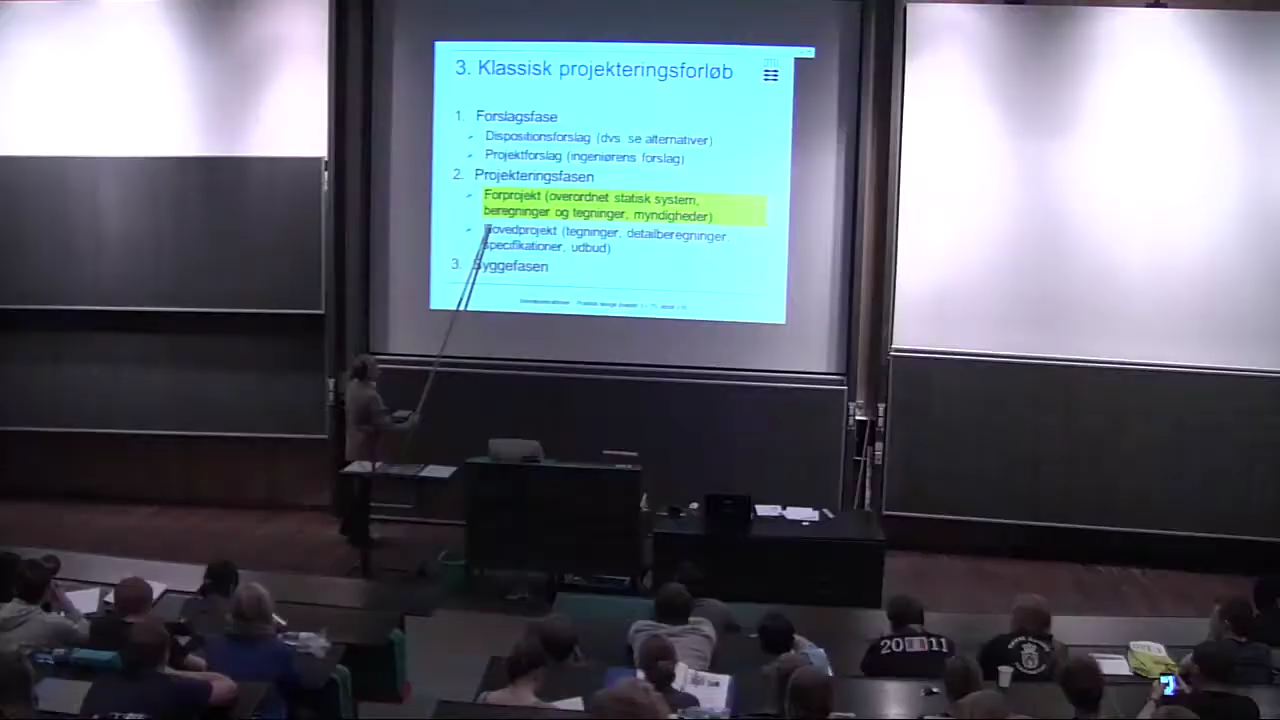 3. Klassisk projekteringsforløb
DTU
1. Forslagsfase
Dispositionsforslag (dvs. se alternativer)
Projektforslag (ingeniørens forslag)
2. Projekteringsfasen
Forprojekt (overordnet statisk system,
beregninger og tegninger, myndigheder)
Hovedprojekt (tegninger, detailberegninger,
specifikationer, udbud)
3. Byggefasen
2011